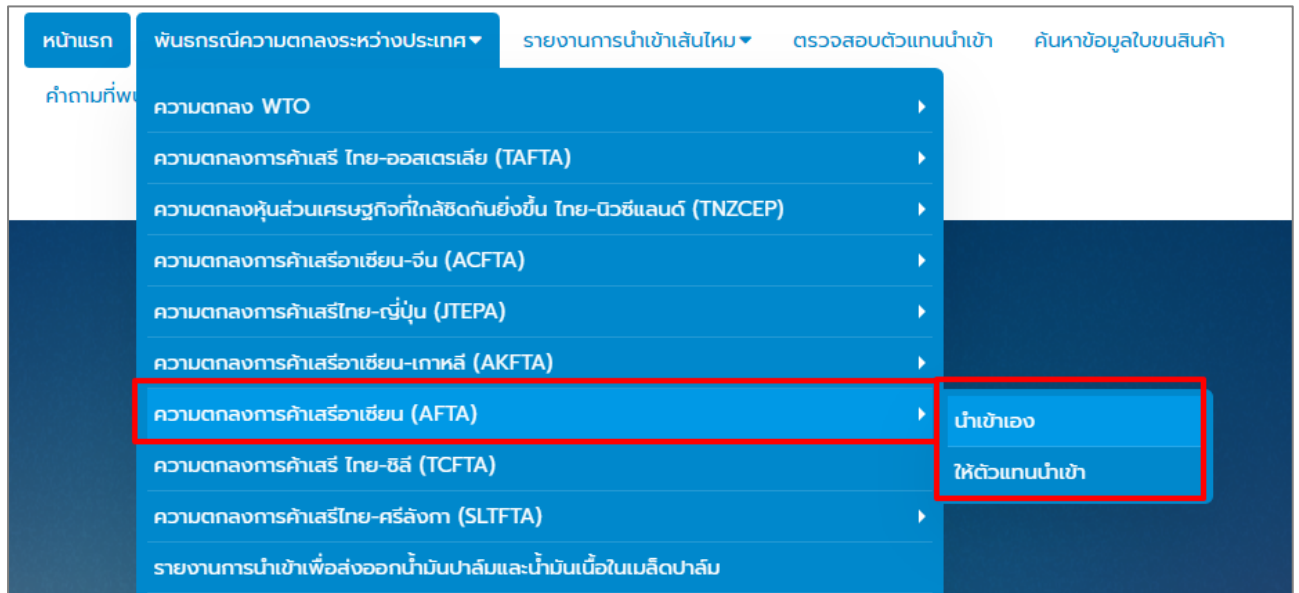 หน้าแรก พันธกรณีความตกลงระหว่างประเทศ รายงานการนำเข้าเส้นไหม ตรวจสอบตัวแทนนำเข้า ค้นหาข้อมูลใบขนสินค้า
คำถามที่พ
ความตกลง WTO
ความตกลงการค้าเสรี ไทย-ออสเตรเลีย (TAFTA)
ความตกลงหุ้นส่วนเศรษฐกิจที่ใกล้ชิดกันยิ่งขึ้น ไทย-นิวซีแลนด์ (TNZCEP)
ความตกลงการค้าเสรีอาเซียน-จีน (ACFTA)
ความตกลงการค้าเสรีไทย-ญี่ปุ่น (JTEPA)
ความตกลงการค้าเสรีอาเซียน-เกาหลี (AKFTA)
ความตกลงการค้าเสรีอาเซียน (AFTA)
นำเข้าเอง
ความตกลงการค้าเสรี ไทย-ชิลี (TCFTA)
ให้ตัวแทนนำเข้า
ความตกลงการค้าเสรีไทย-ศรีลังกา (SLTFTA)
รายงานการนำเข้าเพื่อส่งออกน้ำมันปาล์มและน้ำมันเนื้อในเมล็ดปาล์ม